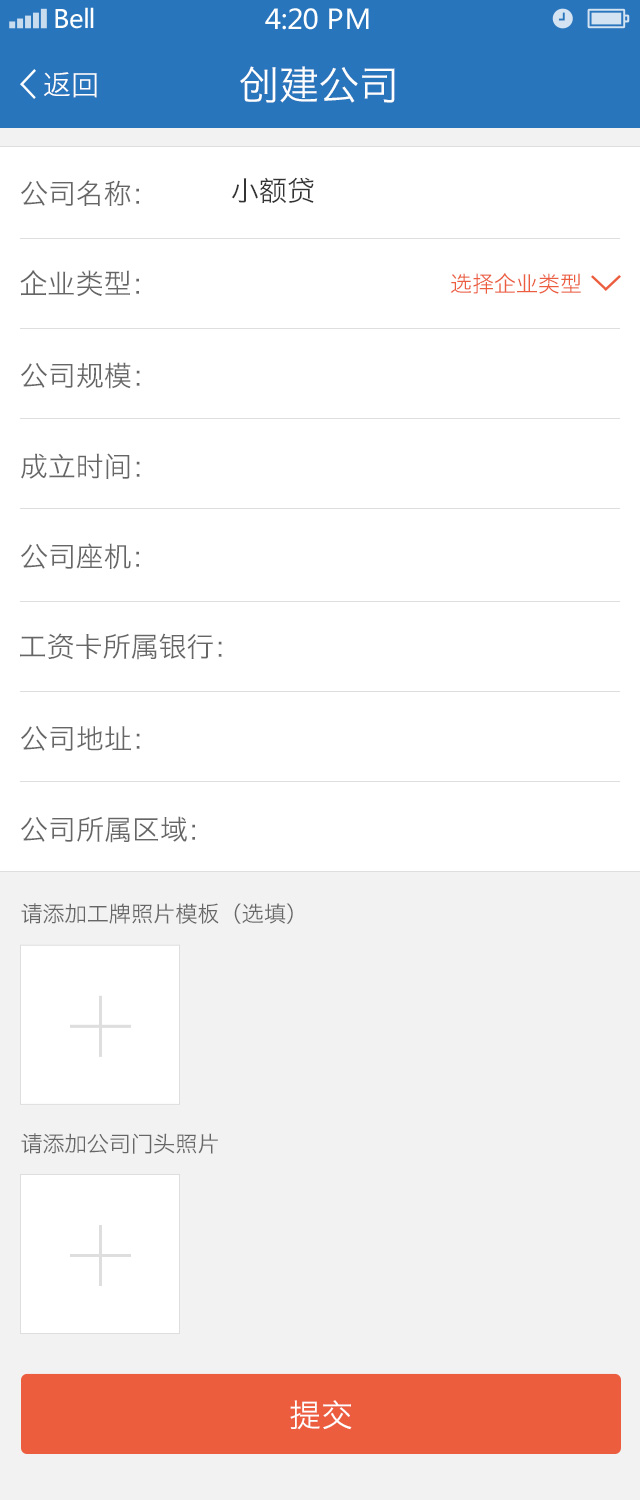 Bell 4:20 PM
返回 创建公司
公司名称: 小额贷
企业类型: 选择企业类型
公司规模:
成立时间:
公司座机:
工资卡所属银行:
公司地址:
公司所属区域:
请添加工牌照片模板（选填）
请添加公司门头照片
提交